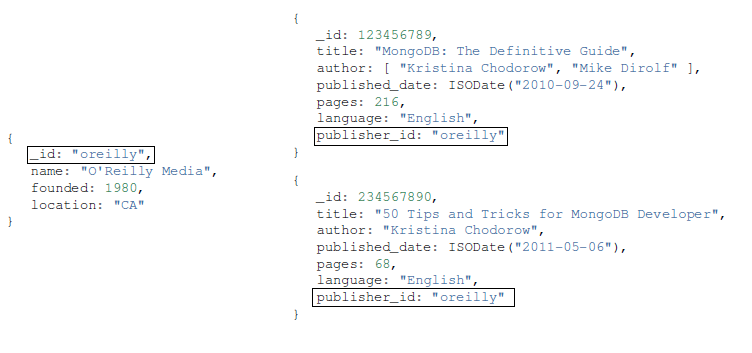 {
_id: "oreilly",
name: "O'Reilly Media",
founded: 1980,
location: "CA"
}
{
_id: 123456789,
title: "MongoDB: The Definitive Guide",
author: [ "Kristina Chodorow", "Mike Dirolf" ],
published_date: ISODate("2010-09-24"),
pages: 216,
language: "English",
publisher_id: "oreilly"
}
{
_id: 234567890,
title: "50 Tips and Tricks for MongoDB Developer",
author: "Kristina Chodorow",
published_date: ISODate("2011-05-06"),
pages: 68,
language: "English",
publisher_id: "oreilly"
}